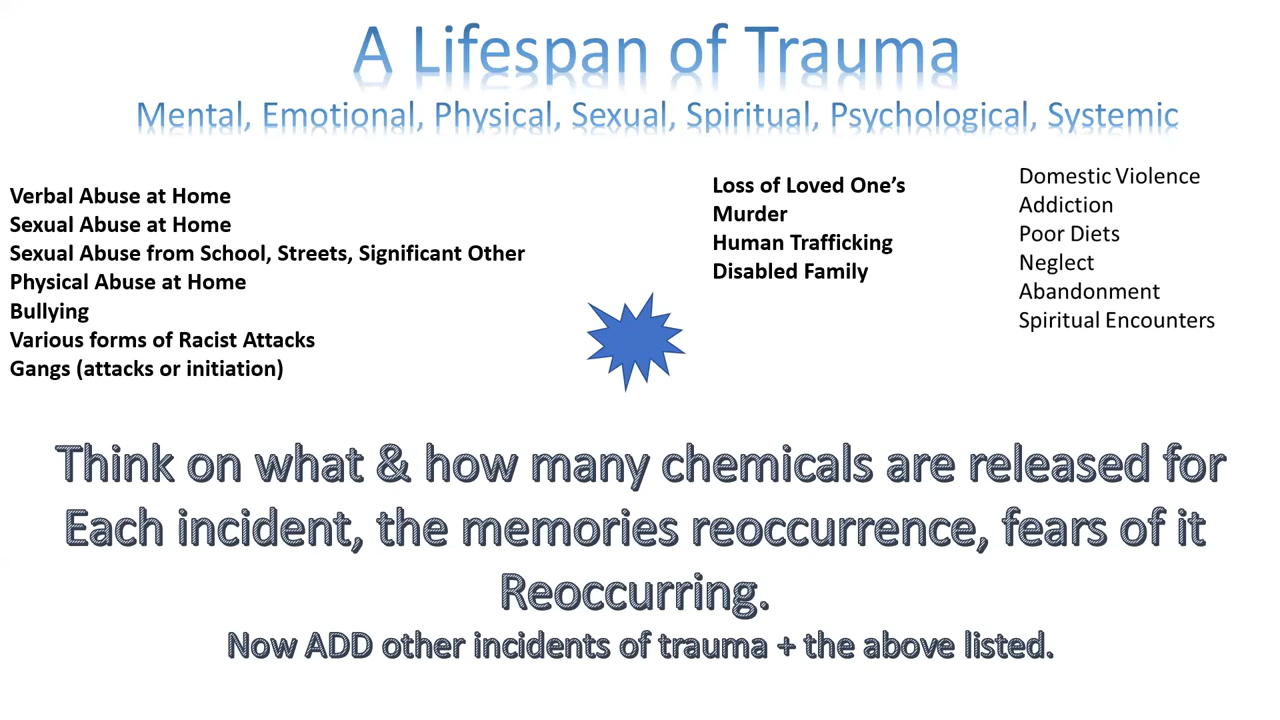 A Lifespan of Trauma
Mental, Emotional, Physical, Sexual, Spiritual, Psychological, Systemic
Verbal Abuse at Home
Sexual Abuse at Home
Sexual Abuse from School, Streets, Significant Other
Physical Abuse at Home
Bullying
Various forms of Racist Attacks
Gangs (attacks or initiation)
Loss of Loved One’s
Murder
Human Trafficking
Disabled Family
Domestic Violence
Addiction
Poor Diets
Neglect
Abandonment
Spiritual Encounters
Think on what & how many chemicals are released for
Each incident, the memories reoccurrence, fears of it
Reoccurring.
Now ADD other incidents of trauma + the above listed.